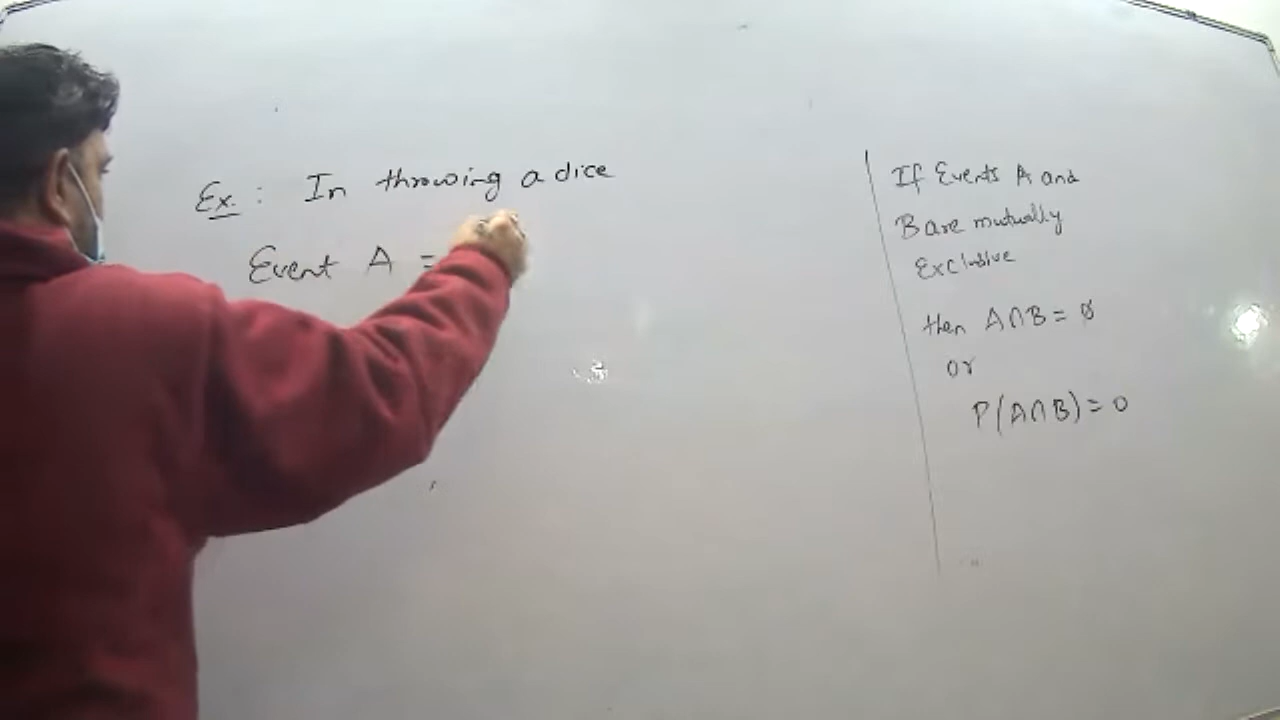 Ex. : In throwing a dice
Event A =
If Events A and
B are mutually
Exclusive
then A∩B = ∅
or
P(A∩B) = 0